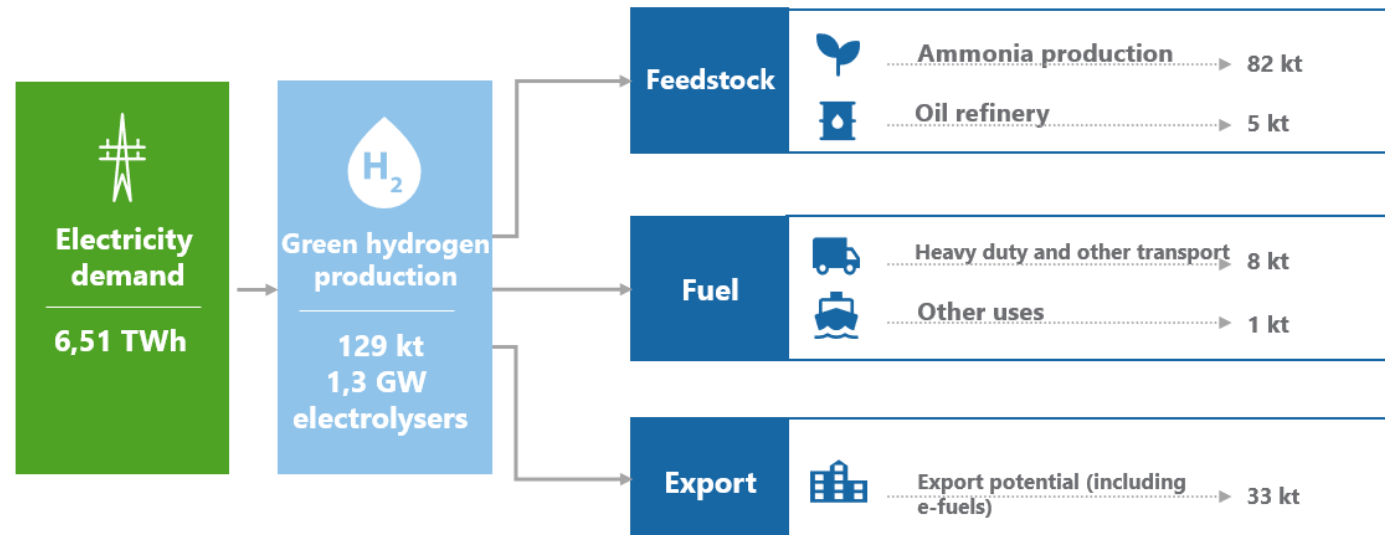 Electricity
demand
6,51 TWh
H2
Green hydrogen
production
129 kt
1,3 GW
electrolysers
Feedstock
Ammonia production
82 kt
Oil refinery
5 kt
Fuel
Heavy duty and other transport
8 kt
Other uses
1 kt
Export
Export potential (including
e-fuels)
33 kt